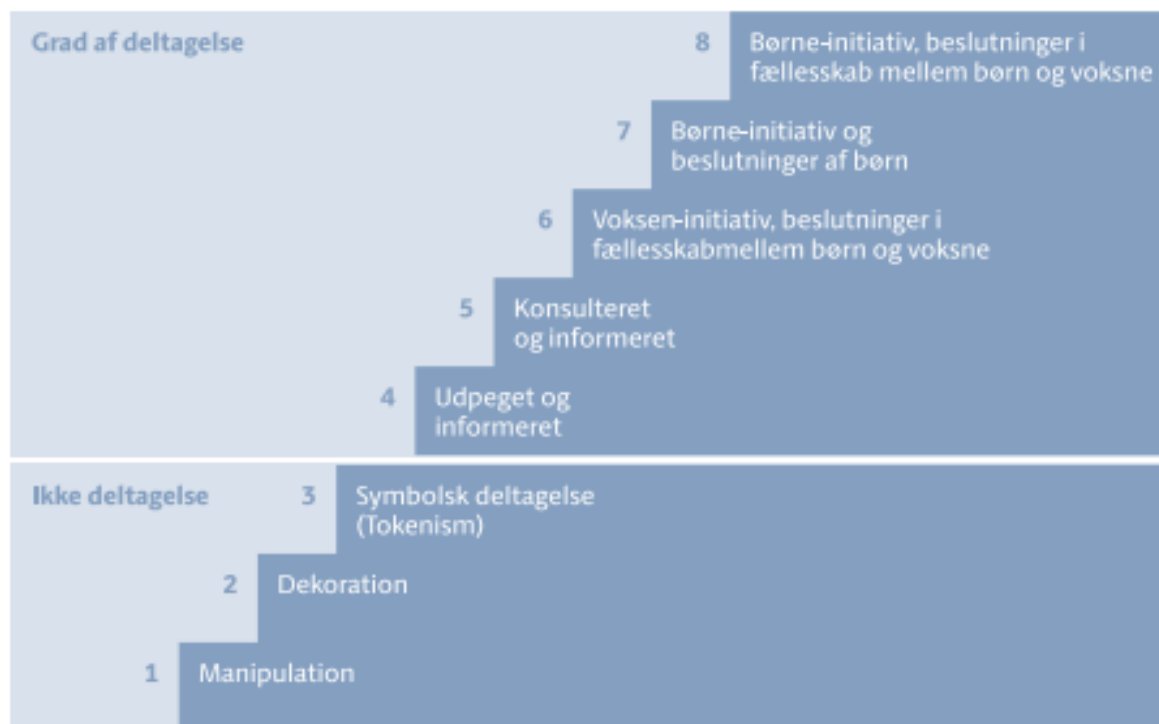 Grad af deltagelse
8 Børne-initiativ, beslutninger i
fællesskab mellem børn og voksne
7 Børne-initiativ og
beslutninger af børn
6 Voksen-initiativ, beslutninger i
fællesskabmellem børn og voksne
5 Konsulteret
og informeret
4 Udpeget og
informeret
Ikke deltagelse
3 Symbolsk deltagelse
(Tokenism)
2 Dekoration
1 Manipulation